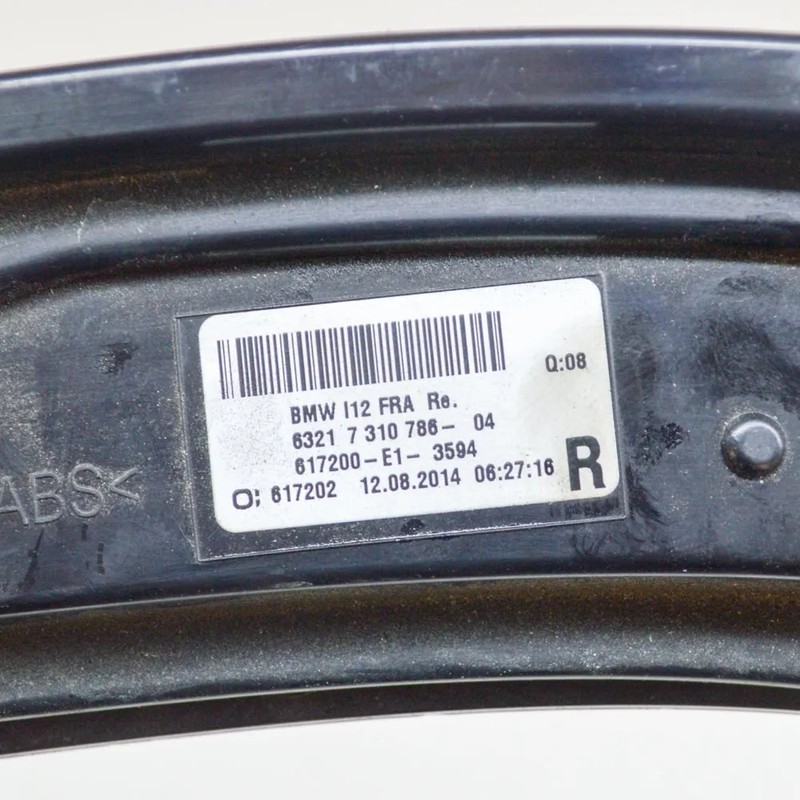 Q:08
BMW I12 FRA Re.
6321 7 310 786- 04
617200-E1- 3594
O; 617202 12.08.2014 06:27:16
R
ABS<